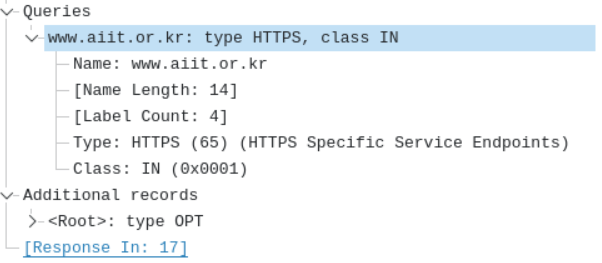 Queries
www.aiit.or.kr: type HTTPS, class IN
Name: www.aiit.or.kr
[Name Length: 14]
[Label Count: 4]
Type: HTTPS (65) (HTTPS Specific Service Endpoints)
Class: IN (0x0001)
Additional records
<Root>: type OPT
[Response In: 17]